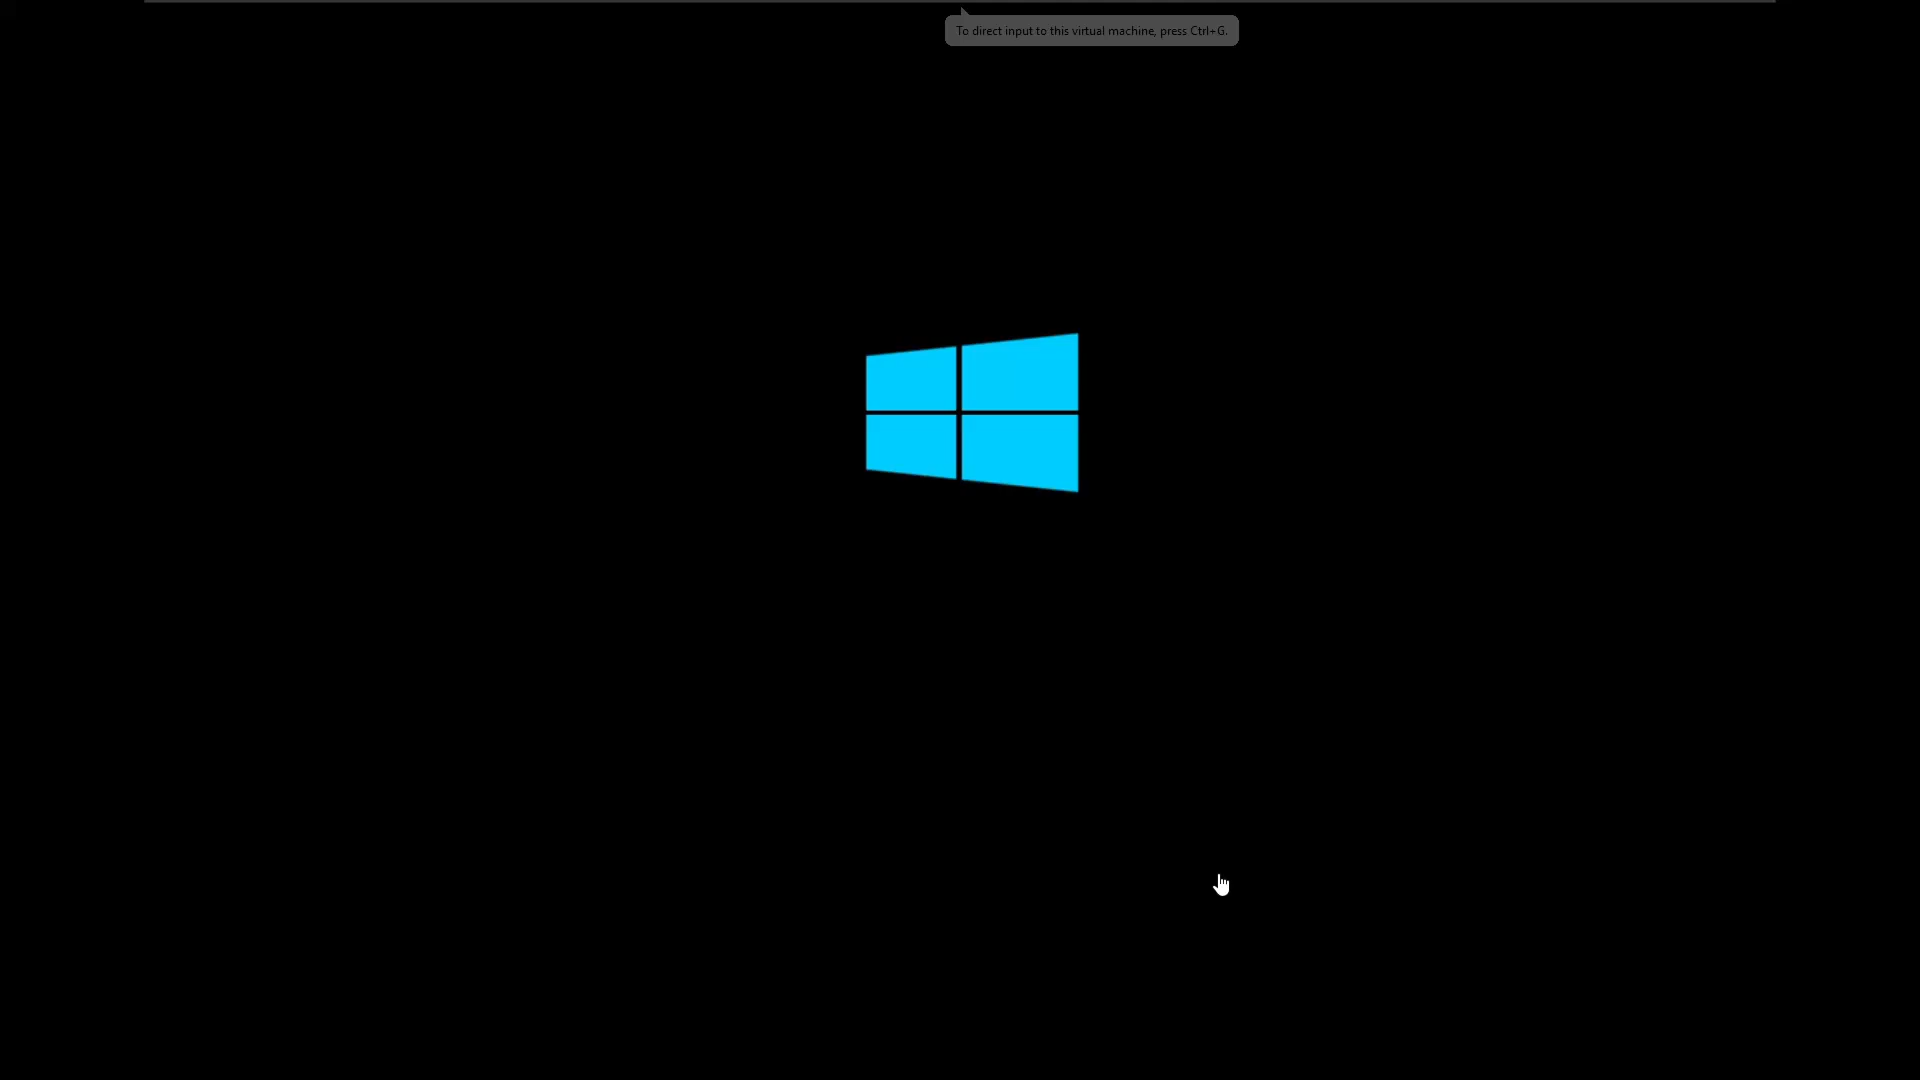 To direct input to this virtual machine, press Ctrl+G.